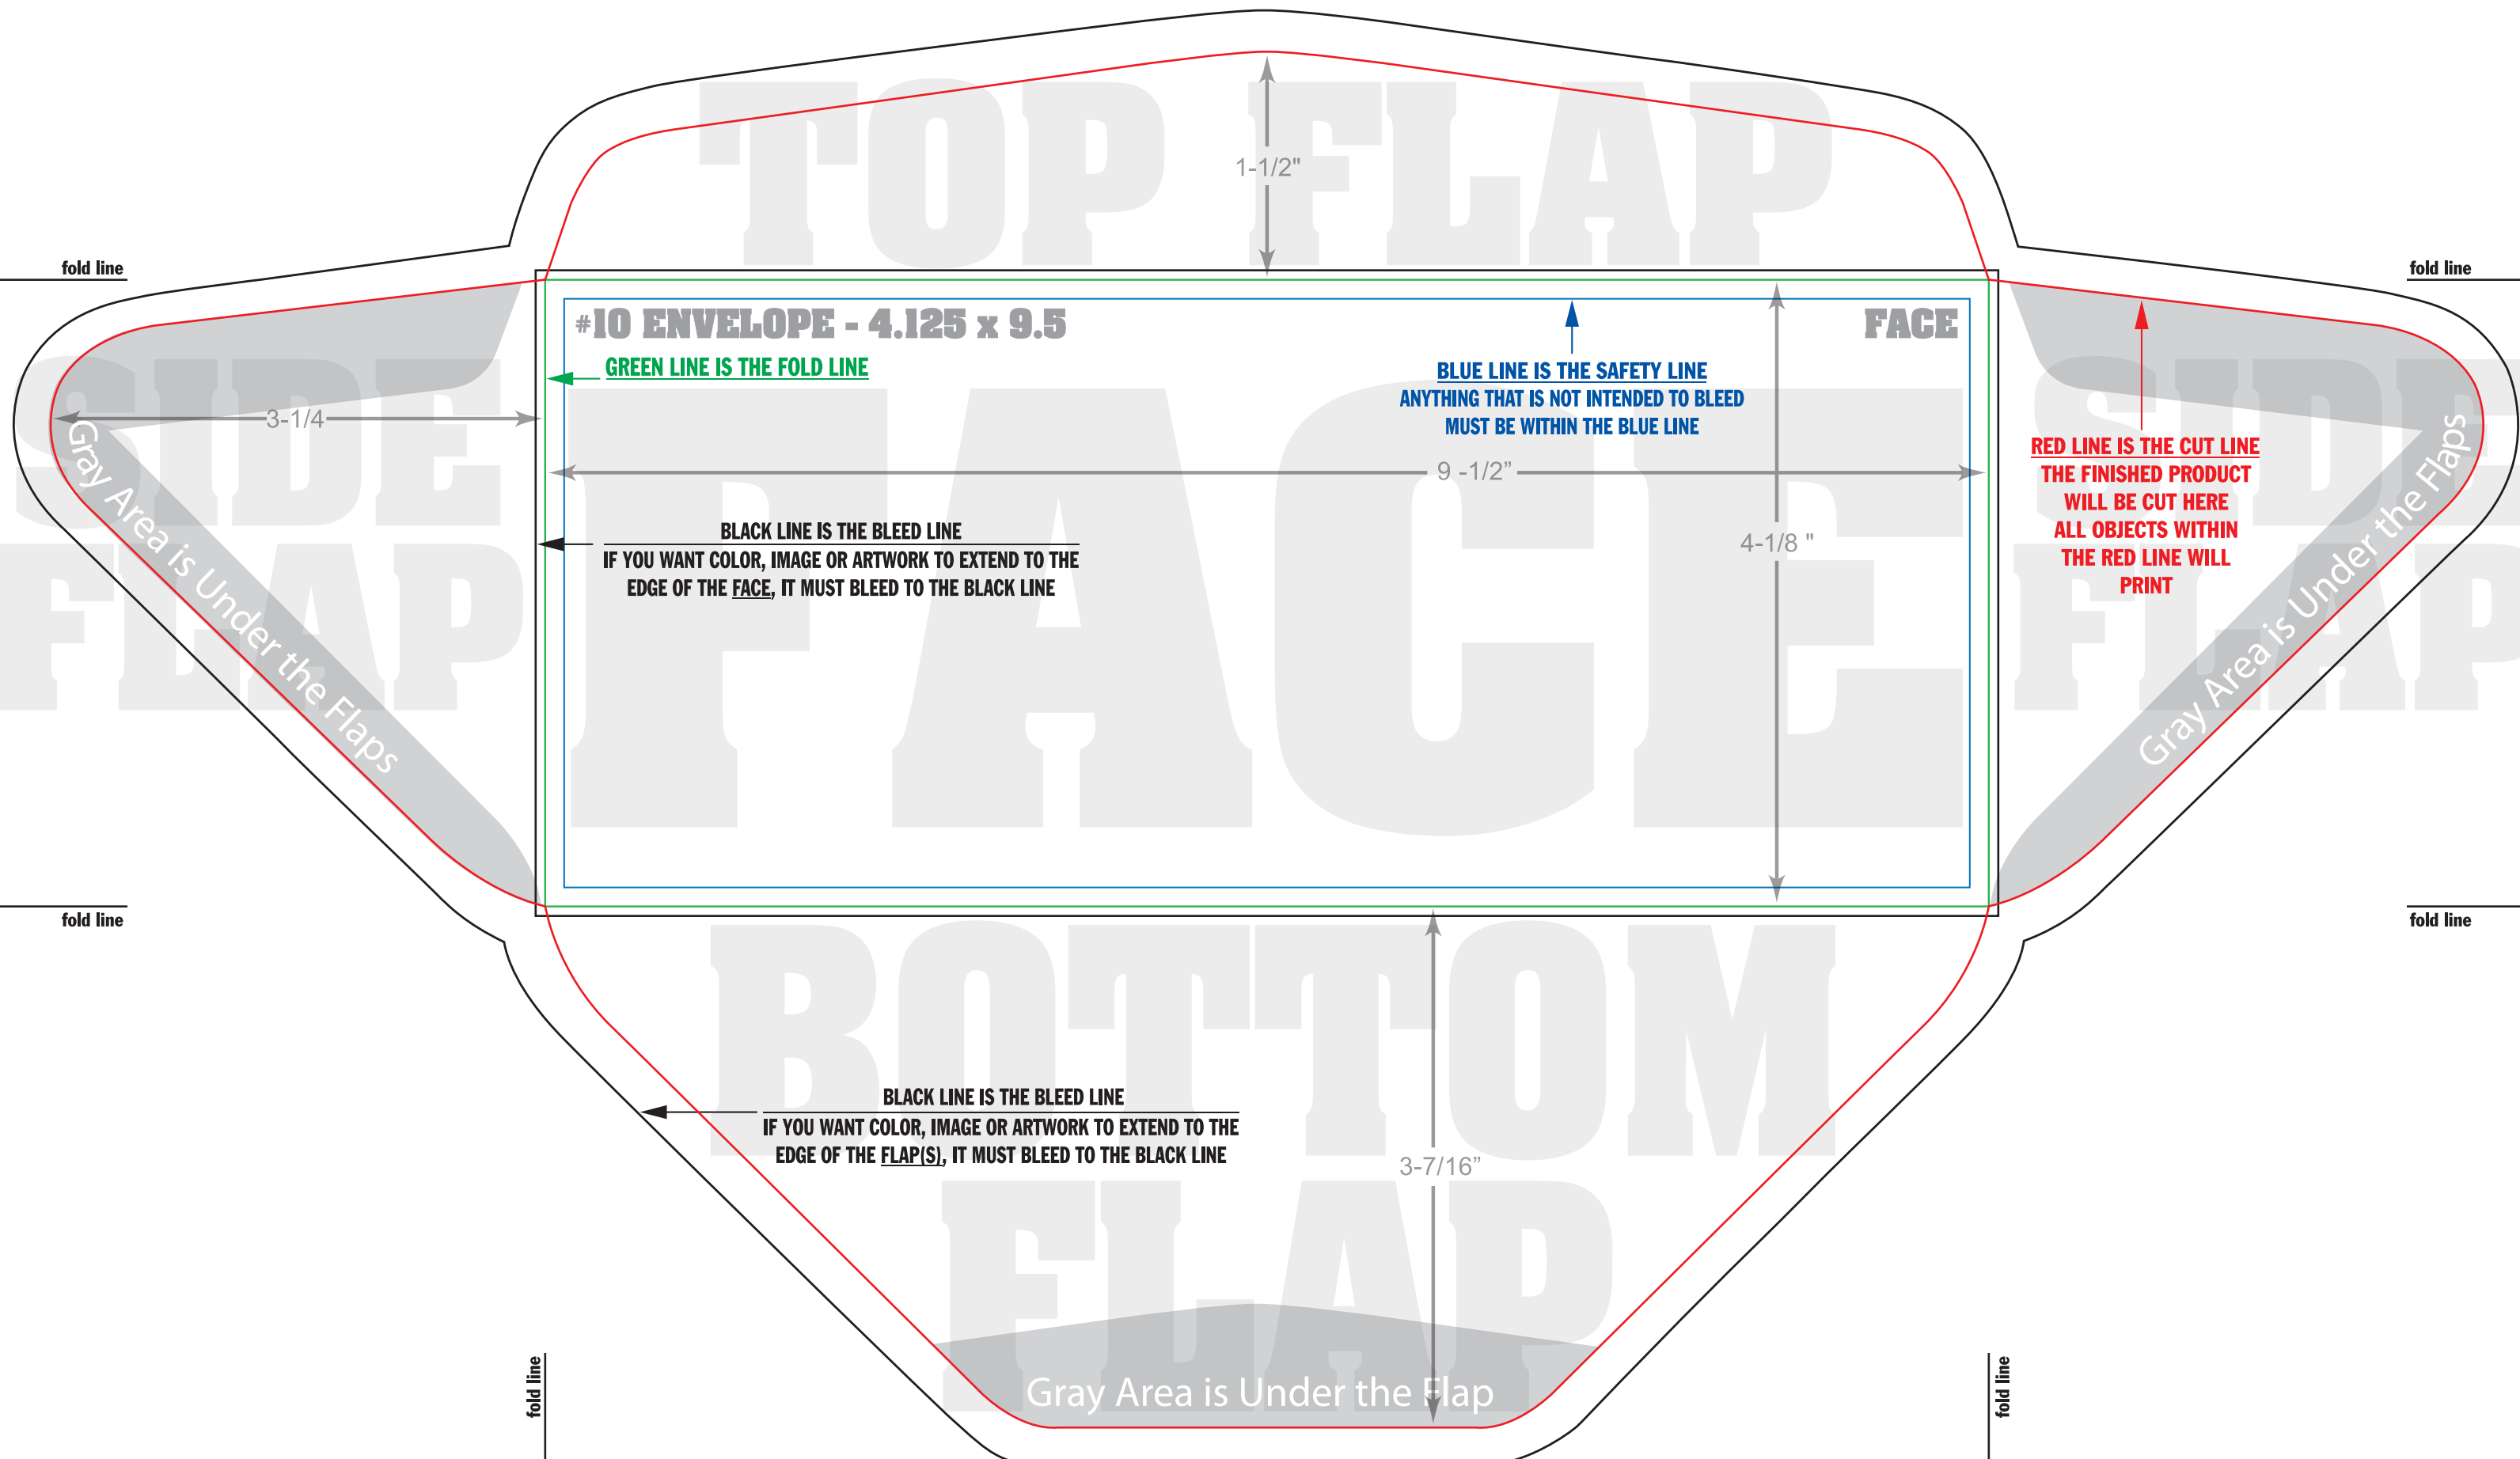 TOP FLAP
1-1/2"
fold line
fold line
#10 ENVELOPE - 4.125 x 9.5
FACE
GREEN LINE IS THE FOLD LINE
BLUE LINE IS THE SAFETY LINE
ANYTHING THAT IS NOT INTENDED TO BLEED
MUST BE WITHIN THE BLUE LINE
SIDE
FLAP
3-1/4
Gray Area is Under the Flaps
FACE
9 -1/2”
4-1/8 "
BLACK LINE IS THE BLEED LINE
IF YOU WANT COLOR, IMAGE OR ARTWORK TO EXTEND TO THE
EDGE OF THE FACE, IT MUST BLEED TO THE BLACK LINE
SIDE
FLAP
RED LINE IS THE CUT LINE
THE FINISHED PRODUCT
WILL BE CUT HERE
ALL OBJECTS WITHIN
THE RED LINE WILL
PRINT
Gray Area is Under the Flaps
fold line
fold line
BOTTOM
FLAP
BLACK LINE IS THE BLEED LINE
IF YOU WANT COLOR, IMAGE OR ARTWORK TO EXTEND TO THE
EDGE OF THE FLAP(S), IT MUST BLEED TO THE BLACK LINE
3-7/16”
Gray Area is Under the Flap
fold line
fold line